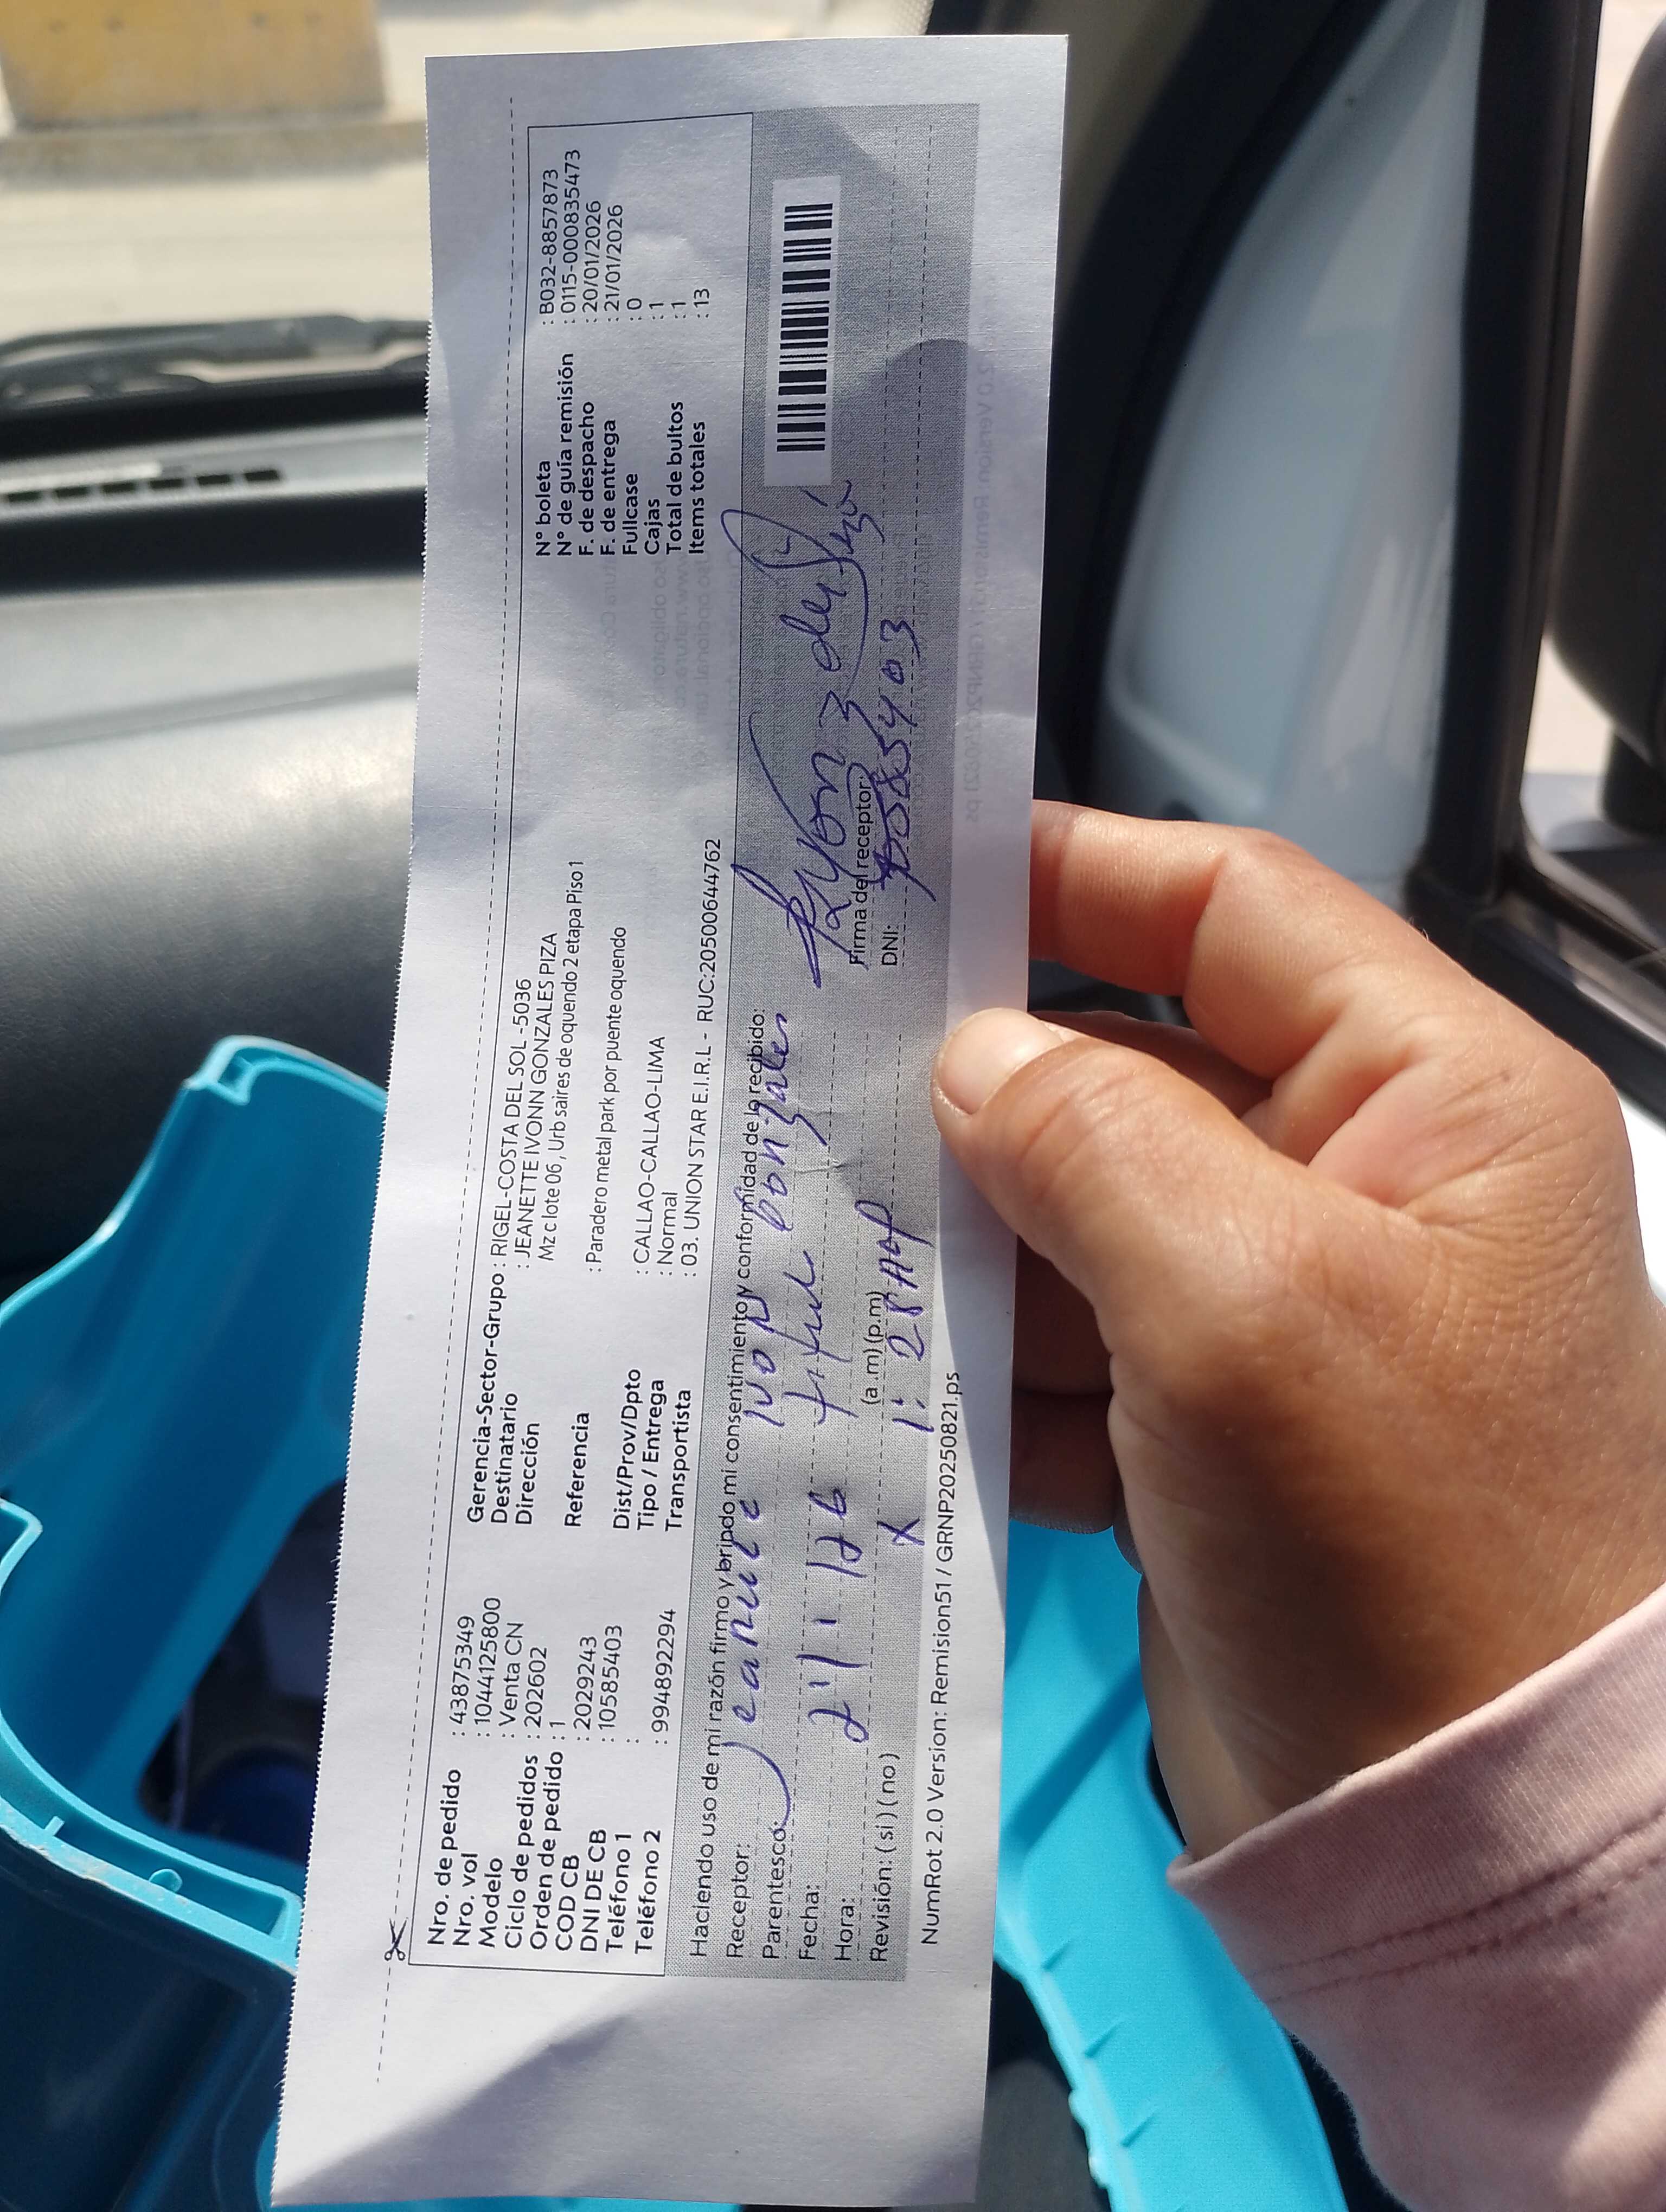 Nro. de pedido : 43875349
Nro. vol : 1044125800
Modelo : Venta CN
Ciclo de pedidos : 202602
Orden de pedido : 1
COD CB : 2029243
DNI DE CB : 10585403
Teléfono 1 :
Teléfono 2 : 994892294
Gerencia-Sector-Grupo : RIGEL-COSTA DEL SOL -5036
Destinatario : JEANETTE IVONN GONZALES PIZA
Dirección Mz c lote 06 , Urb saires de oquendo 2 etapa Piso 1
Referencia : Paradero metal park por puente oquendo
Dist/Prov/Dpto : CALLAO-CALLAO-LIMA
Tipo / Entrega : Normal
Transportista : 03. UNION STAR E.I.R.L - RUC:20500644762
N° boleta : B032-8857873
N° de guía remisión : 0115-0000835473
F. de despacho : 20/01/2026
F. de entrega : 21/01/2026
Fullcase : 0
Cajas : 1
Total de bultos : 1
Items totales : 13
Haciendo uso de mi razón firmo y brindo mi consentimiento y conformidad de lo recibido:
Receptor:
Parentesco:
Fecha: 21/1/26
Hora: (a .m) (p.m) 1:28
Revisión: (si) (no) X
Firma del receptor:
DNI: 10585403
NumRot 2.0 Version: Remision51 / GRNP20250821.ps